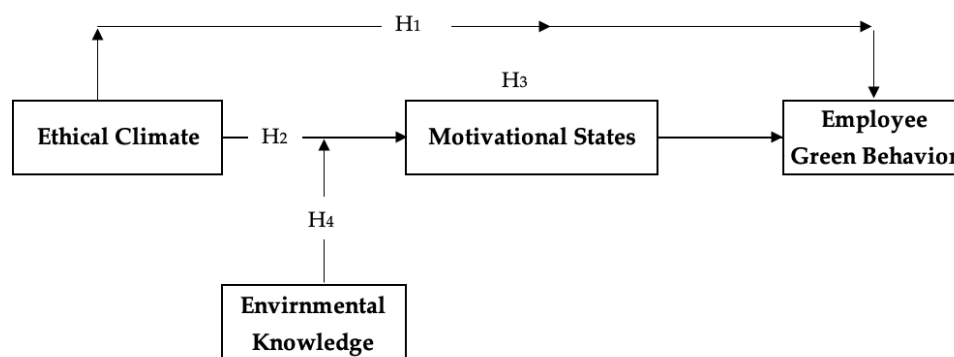 H1
H3
Ethical Climate
H2
Motivational States
Employee
Green Behavior
H4
Envirnmental
Knowledge